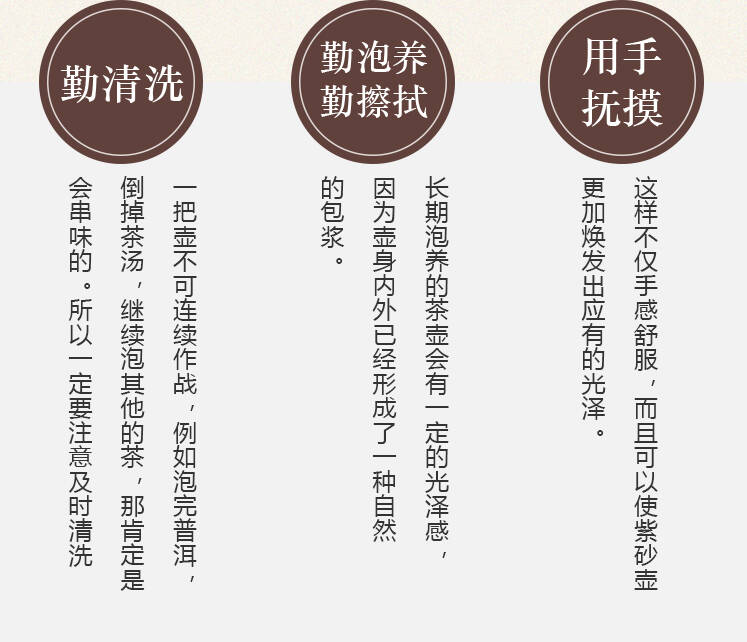 勤清洗
一把壶不可连续作战，例如泡完普洱，
倒掉茶汤，继续泡其他的茶，那肯定是
会串味的。所以一定要注意及时清洗
勤泡养
勤擦拭
长期泡养的茶壶会有一定的光泽感，
因为壶身内外已经形成了一种自然
的包浆。
用手
抚摸
这样不仅手感舒服，而且可以使紫砂壶
更加焕发出应有的光泽。